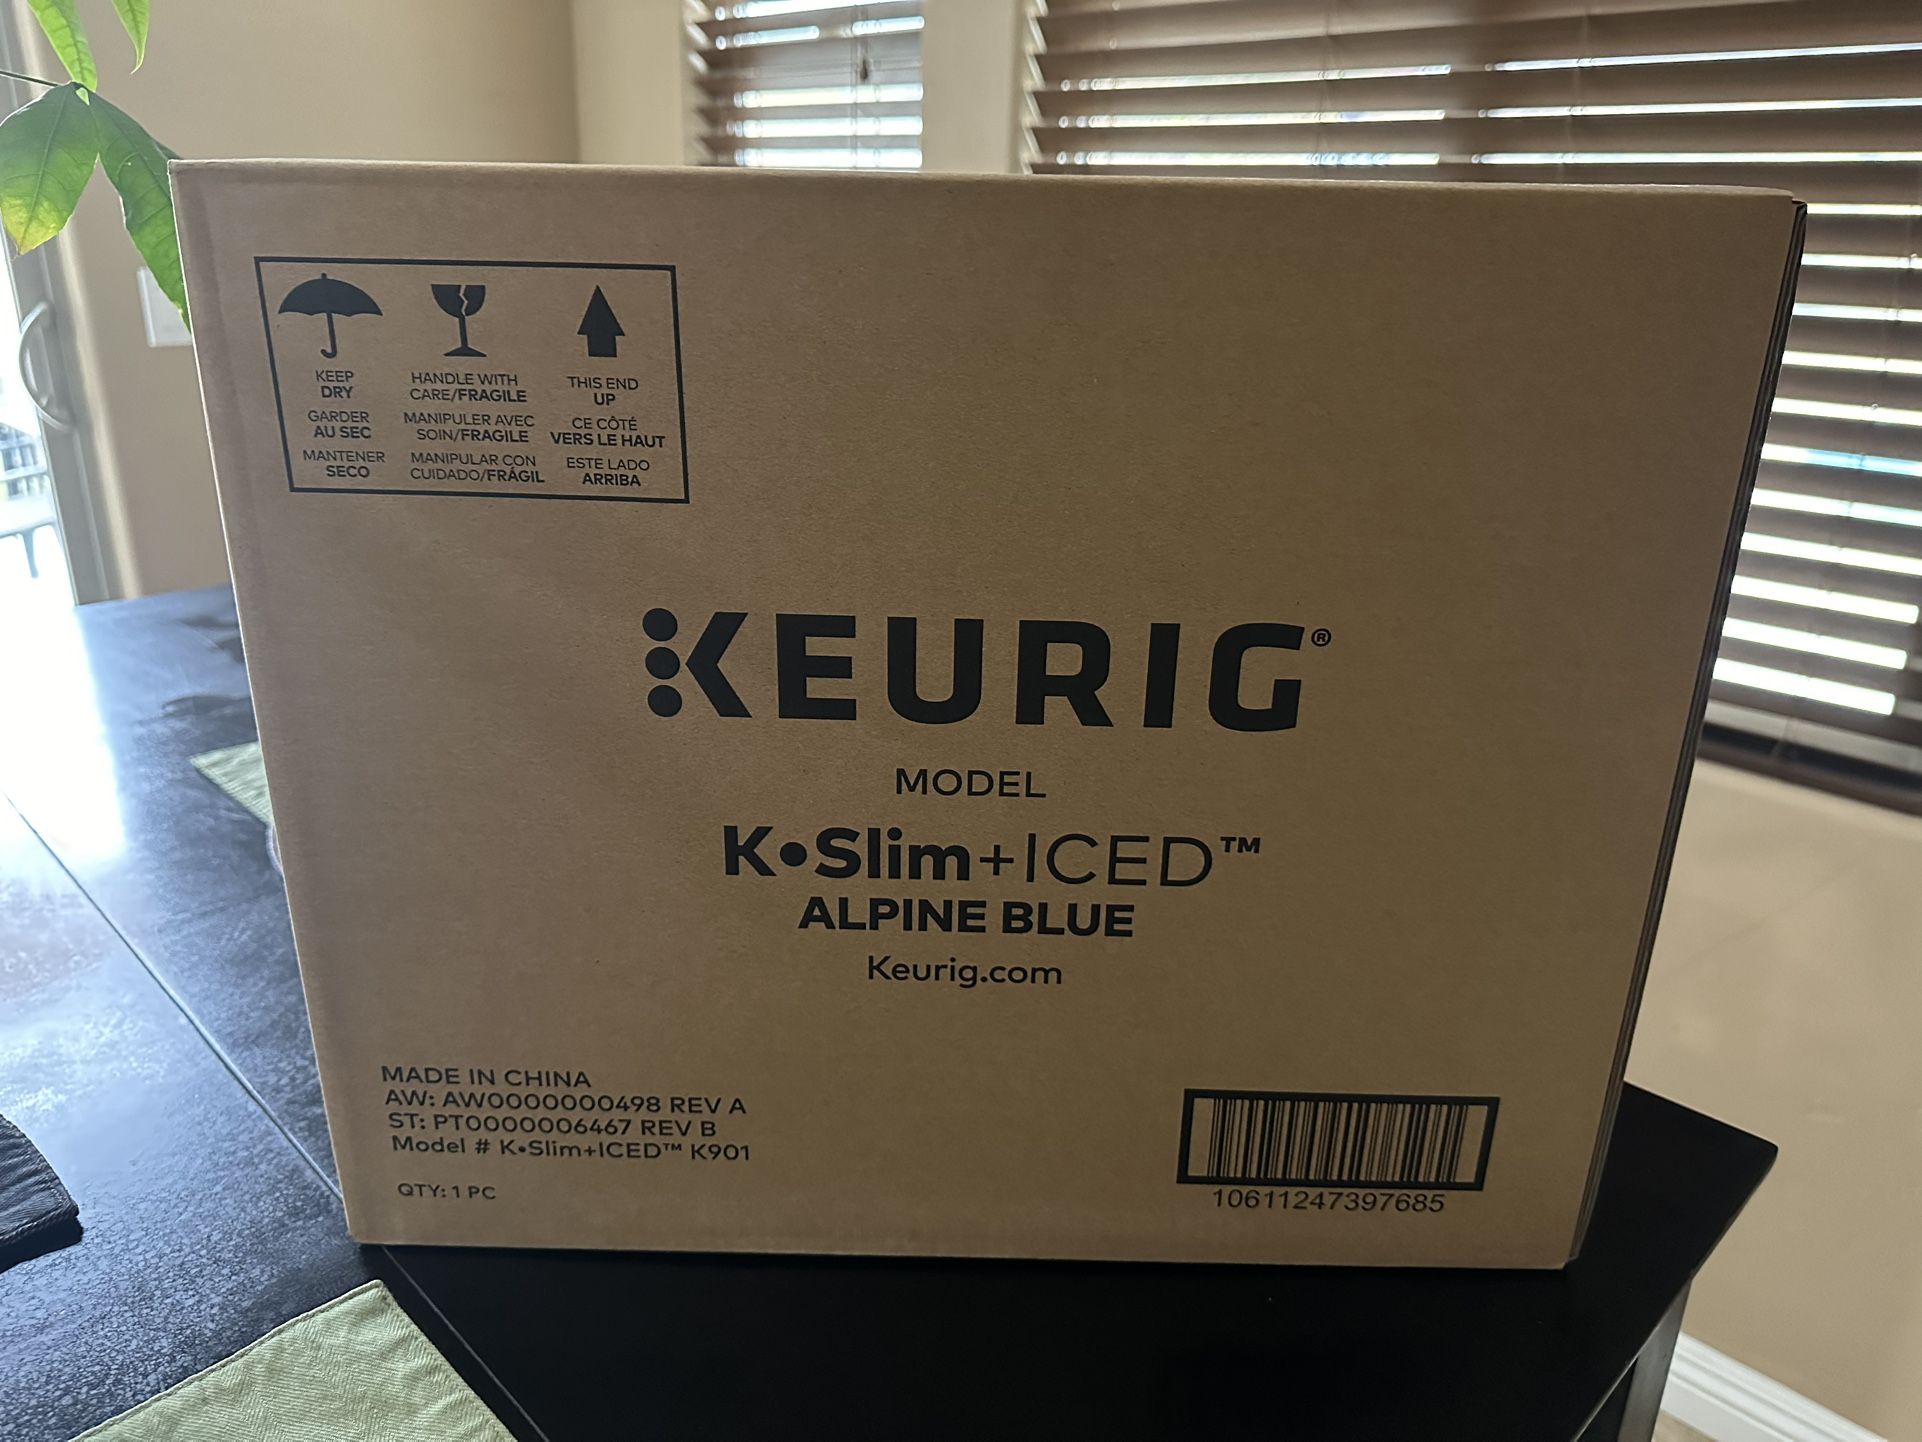 KEEP
DRY
GARDER
AU SEC
MANTENER
SECO
HANDLE WITH
CARE/FRAGILE
MANIPULER AVEC
SOIN/FRAGILE
MANIPULAR CON
CUIDADO/FRÁGIL
THIS END
UP
CE CÔTÉ
VERS LE HAUT
ESTE LADO
ARRIBA
KEURIG®
MODEL
K•Slim+ICED™
ALPINE BLUE
Keurig.com
MADE IN CHINA
AW: AW0000000498 REV A
ST: PT0000006467 REV B
Model # K•Slim+ICED™ K901
QTY: 1 PC
10611247397685